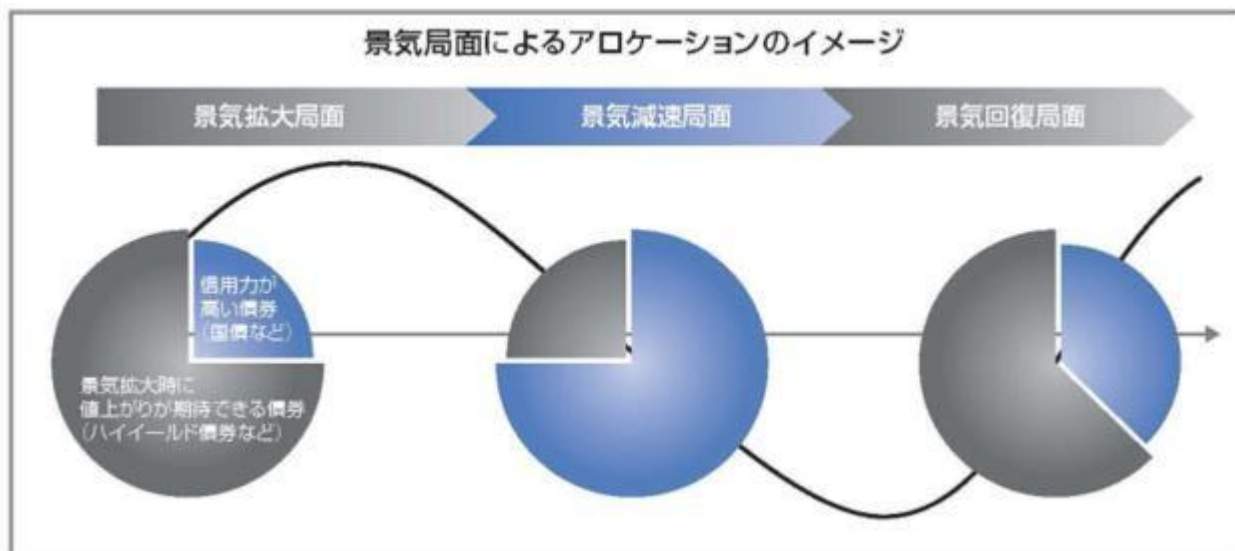 景気局面によるアロケーションのイメージ
景気拡大局面
景気減速局面
景気回復局面
信用力が
高い債券
(国債など)
景気拡大時に
値上がりが期待できる債券
(ハイイールド債券など)